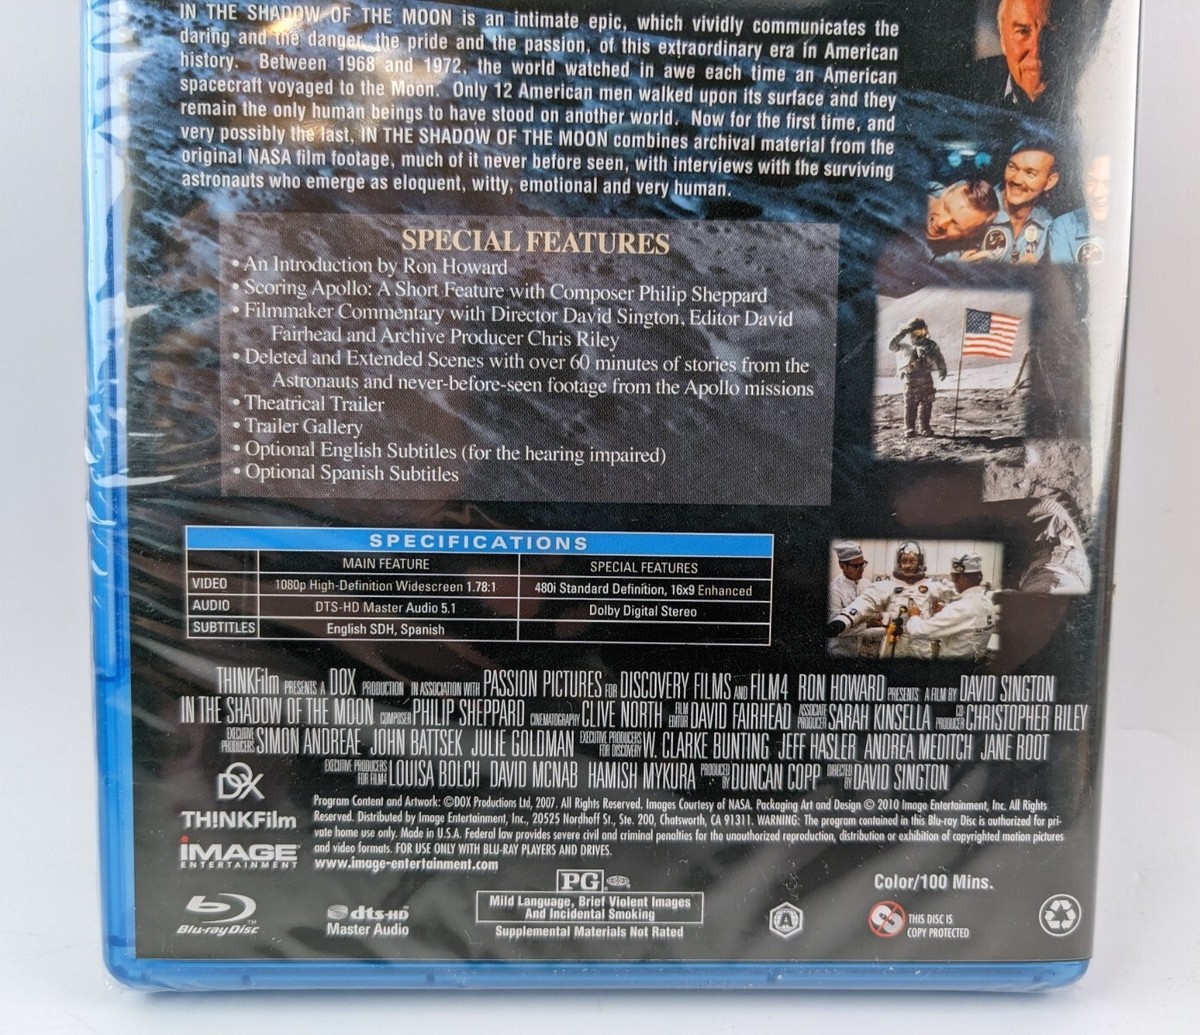 IN THE SHADOW OF THE MOON is an intimate epic, which vividly communicates the
daring and the danger, the pride and the passion, of this extraordinary era in American
history. Between 1968 and 1972, the world watched in awe each time an American
spacecraft voyaged to the Moon. Only 12 American men walked upon its surface and they
remain the only human beings to have stood on another world. Now for the first time, and
very possibly the last, IN THE SHADOW OF THE MOON combines archival material from the
original NASA film footage, much of it never before seen, with interviews with the surviving
astronauts who emerge as eloquent, witty, emotional and very human.
SPECIAL FEATURES
• An Introduction by Ron Howard
• Scoring Apollo: A Short Feature with Composer Philip Sheppard
• Filmmaker Commentary with Director David Sington, Editor David
Fairhead and Archive Producer Chris Riley
• Deleted and Extended Scenes with over 60 minutes of stories from the
Astronauts and never-before-seen footage from the Apollo missions
• Theatrical Trailer
• Trailer Gallery
• Optional English Subtitles (for the hearing impaired)
• Optional Spanish Subtitles
SPECIFICATIONS
MAIN FEATURE SPECIAL FEATURES
VIDEO 1080p High-Definition Widescreen 1.78:1 480i Standard Definition, 16x9 Enhanced
AUDIO DTS-HD Master Audio 5.1 Dolby Digital Stereo
SUBTITLES English SDH, Spanish
THINKFilm PRESENTS A DOX PRODUCTION IN ASSOCIATION WITH PASSION PICTURES FOR DISCOVERY FILMS AND FILM4 RON HOWARD PRESENTS A FILM BY DAVID SINGTON
IN THE SHADOW OF THE MOON COMPOSER PHILIP SHEPPARD CINEMATOGRAPHY CLIVE NORTH FILM EDITOR DAVID FAIRHEAD ASSOCIATE PRODUCER SARAH KINSELLA CO PRODUCER CHRISTOPHER RILEY
EXECUTIVE PRODUCERS SIMON ANDREAE JOHN BATTSEK JULIE GOLDMAN EXECUTIVE PRODUCERS FOR DISCOVERY W. CLARKE BUNTING JEFF HASLER ANDREA MEDITCH JANE ROOT
EXECUTIVE PRODUCERS FOR FILM4 LOUISA BOLCH DAVID MCNAB HAMISH MYKURA PRODUCED BY DUNCAN COPP DIRECTED BY DAVID SINGTON
DOX
TH!NKFilm
iMAGE
ENTERTAINMENT
Program Content and Artwork: ©DOX Productions Ltd, 2007. All Rights Reserved. Images Courtesy of NASA. Packaging Art and Design © 2010 Image Entertainment, Inc. All Rights
Reserved. Distributed by Image Entertainment, Inc., 20525 Nordhoff St., Ste. 200, Chatsworth, CA 91311. WARNING: The program contained in this Blu-ray Disc is authorized for pri-
vate home use only. Made in U.S.A. Federal law provides severe civil and criminal penalties for the unauthorized reproduction, distribution or exhibition of copyrighted motion pictures
and video formats. FOR USE ONLY WITH BLU-RAY PLAYERS AND DRIVES.
www.image-entertainment.com
PG
Mild Language, Brief Violent Images
And Incidental Smoking
Supplemental Materials Not Rated
Color/100 Mins.
Blu-ray Disc™
dts-HD
Master Audio
A
THIS DISC IS
COPY PROTECTED